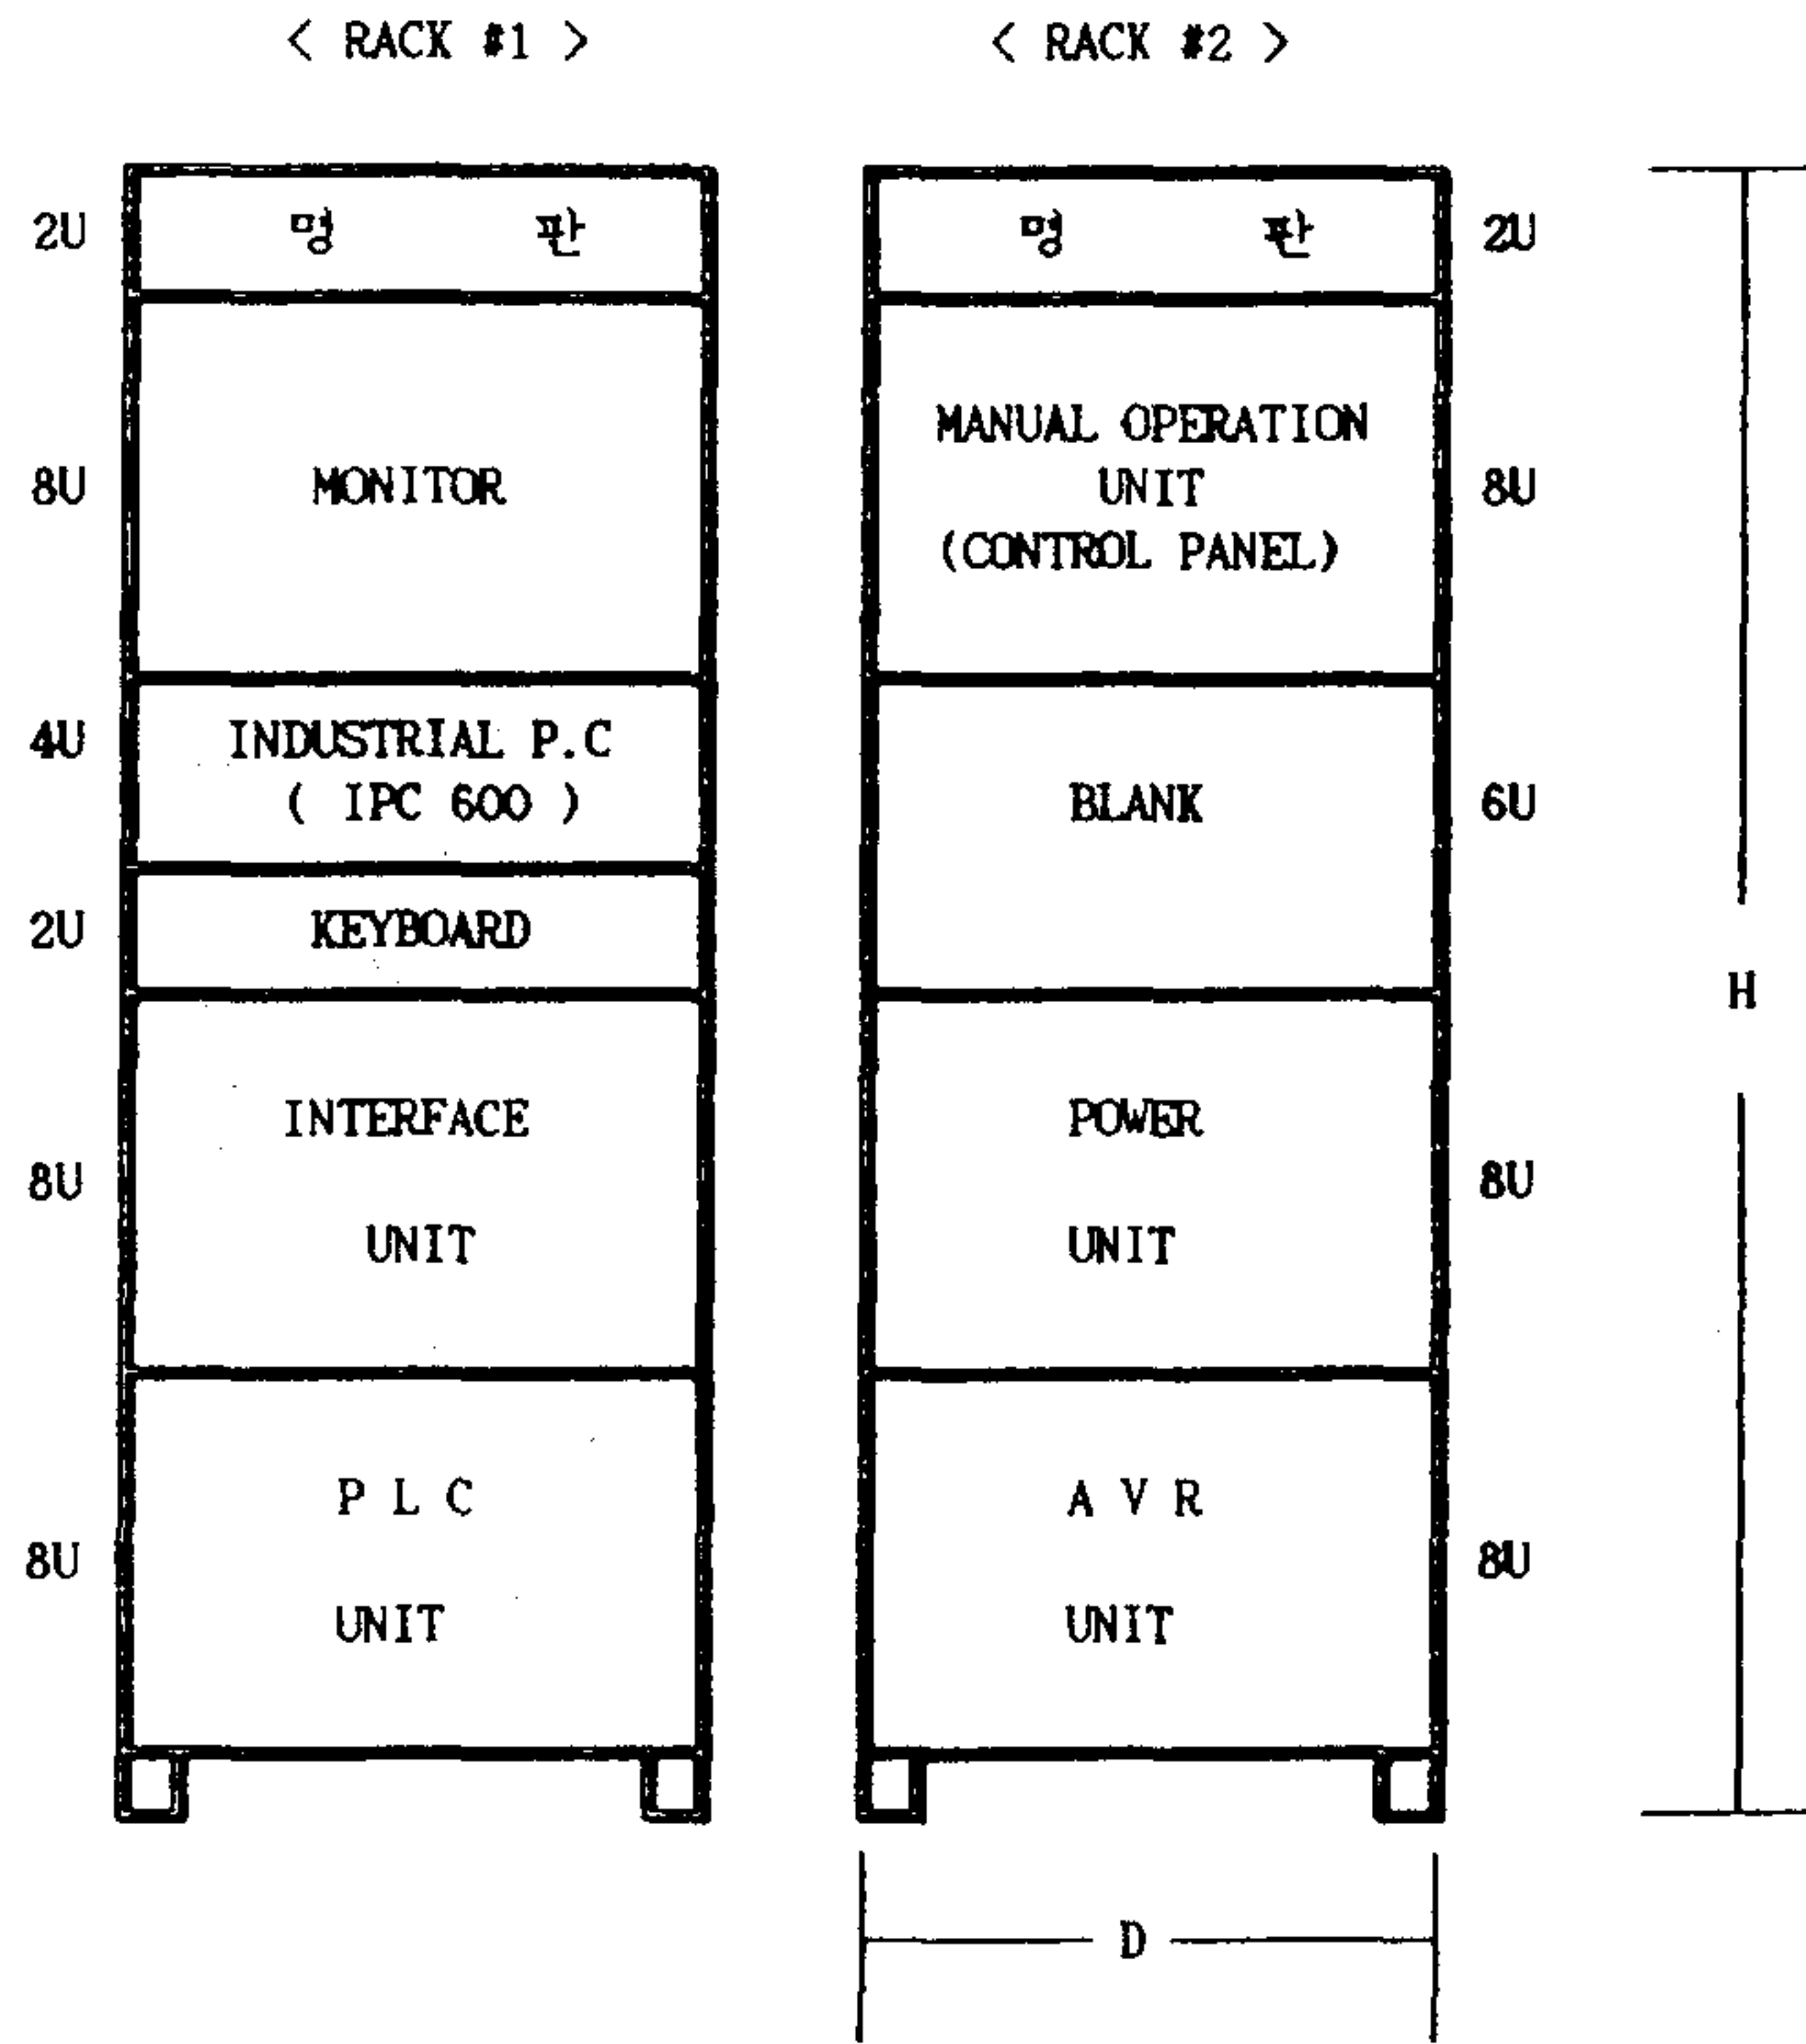 < RACK #1 >
2U 명 판
8U MONITOR
4U INDUSTRIAL P.C
( IPC 600 )
2U KEYBOARD
8U INTERFACE
UNIT
8U P L C
UNIT
< RACK #2 >
명 판 2U
MANUAL OPERATION
UNIT 8U
(CONTROL PANEL)
BLANK 6U
POWER
UNIT 8U
A V R
UNIT 8U
H
D